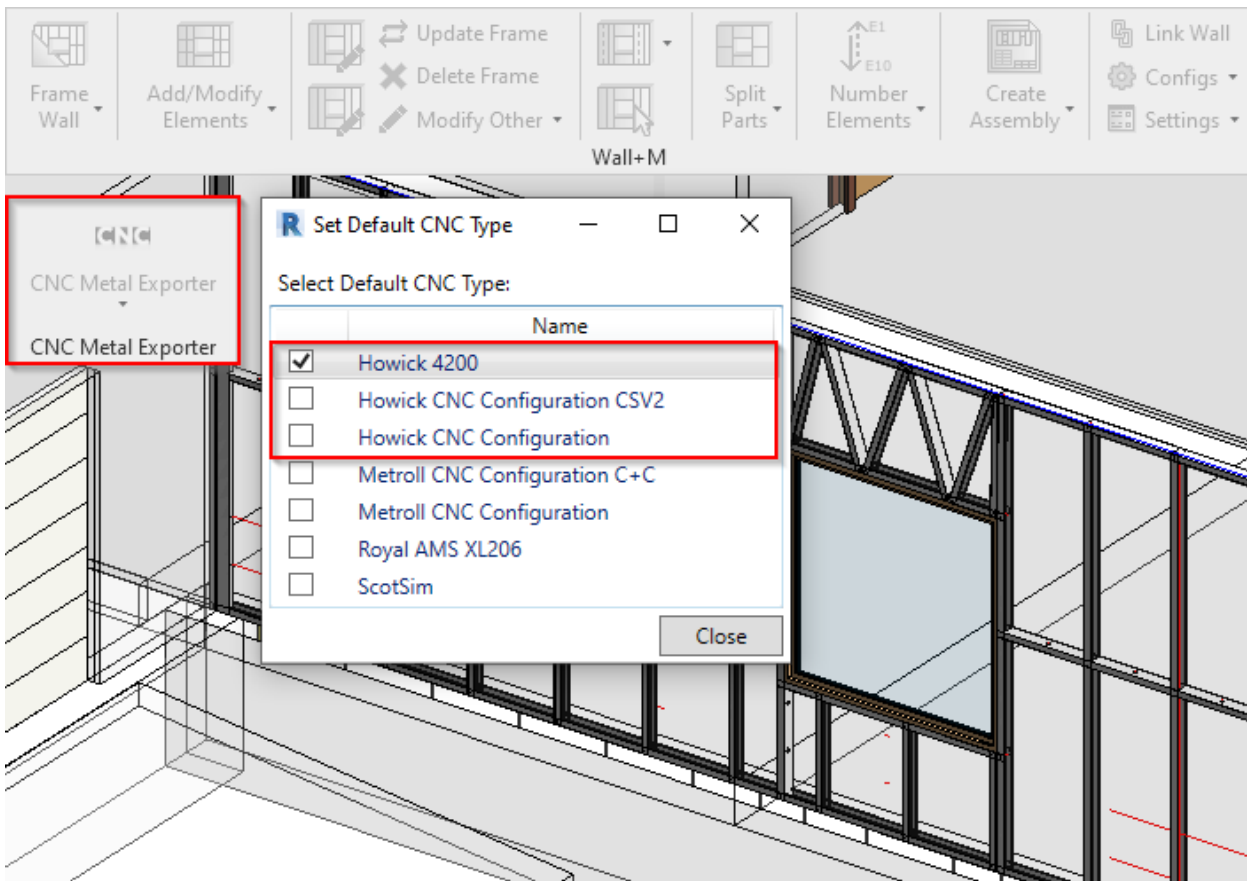 Frame
Wall
Add/Modify
Elements
Update Frame
Delete Frame
Modify Other
Split
Parts
E1
E10
Number
Elements
Create
Assembly
Link Wall
Configs
Settings
Wall+M
CNC
CNC Metal Exporter
CNC Metal Exporter
R Set Default CNC Type
Select Default CNC Type:
Name
Howick 4200
Howick CNC Configuration CSV2
Howick CNC Configuration
Metroll CNC Configuration C+C
Metroll CNC Configuration
Royal AMS XL206
ScotSim
Close